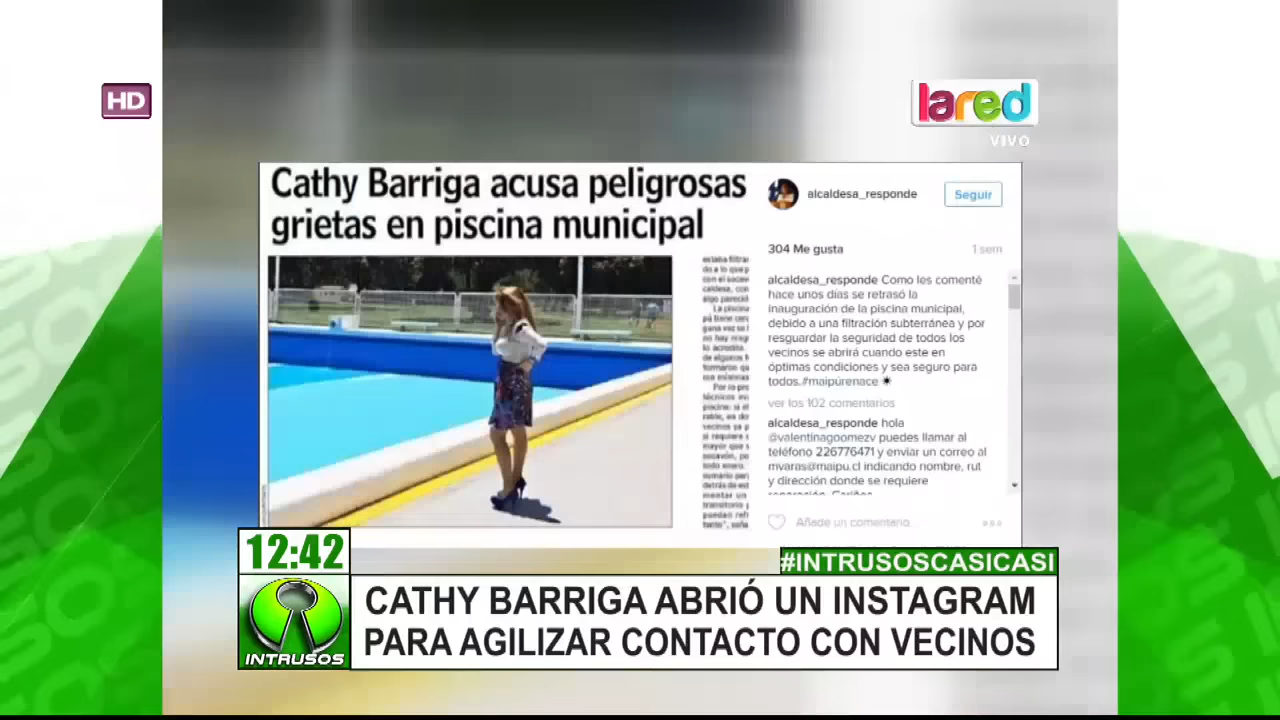 HD
lared
VIVO
Cathy Barriga acusa peligrosas
grietas en piscina municipal
alcaldesa_responde
Seguir
304 Me gusta
1 sem
alcaldesa_responde Como les comenté
hace unos días se retrasó la
inauguración de la piscina municipal,
debido a una filtración subterránea y por
resguardar la seguridad de todos los
vecinos se abrirá cuando este en
óptimas condiciones y sea seguro para
todos.#maipúrenace
ver los 102 comentarios
alcaldesa_responde hola
@valentinagoomezv puedes llamar al
teléfono 226776471 y enviar un correo al
mvaras@maipu.cl indicando nombre, rut
y dirección donde se requiere
Añade un comentario...
12:42
#INTRUSOSCASICASI
CATHY BARRIGA ABRIÓ UN INSTAGRAM
PARA AGILIZAR CONTACTO CON VECINOS
INTRUSOS